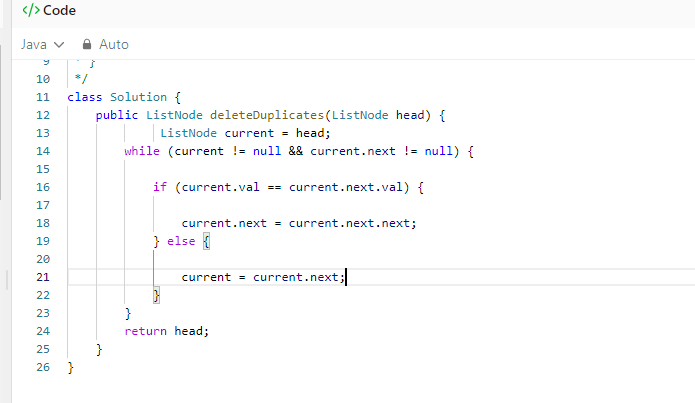 </> Code
Java Auto
9 * }
10 */
11 class Solution {
12 public ListNode deleteDuplicates(ListNode head) {
13 ListNode current = head;
14 while (current != null && current.next != null) {
15
16 if (current.val == current.next.val) {
17
18 current.next = current.next.next;
19 } else {
20
21 current = current.next;
22 }
23 }
24 return head;
25 }
26 }